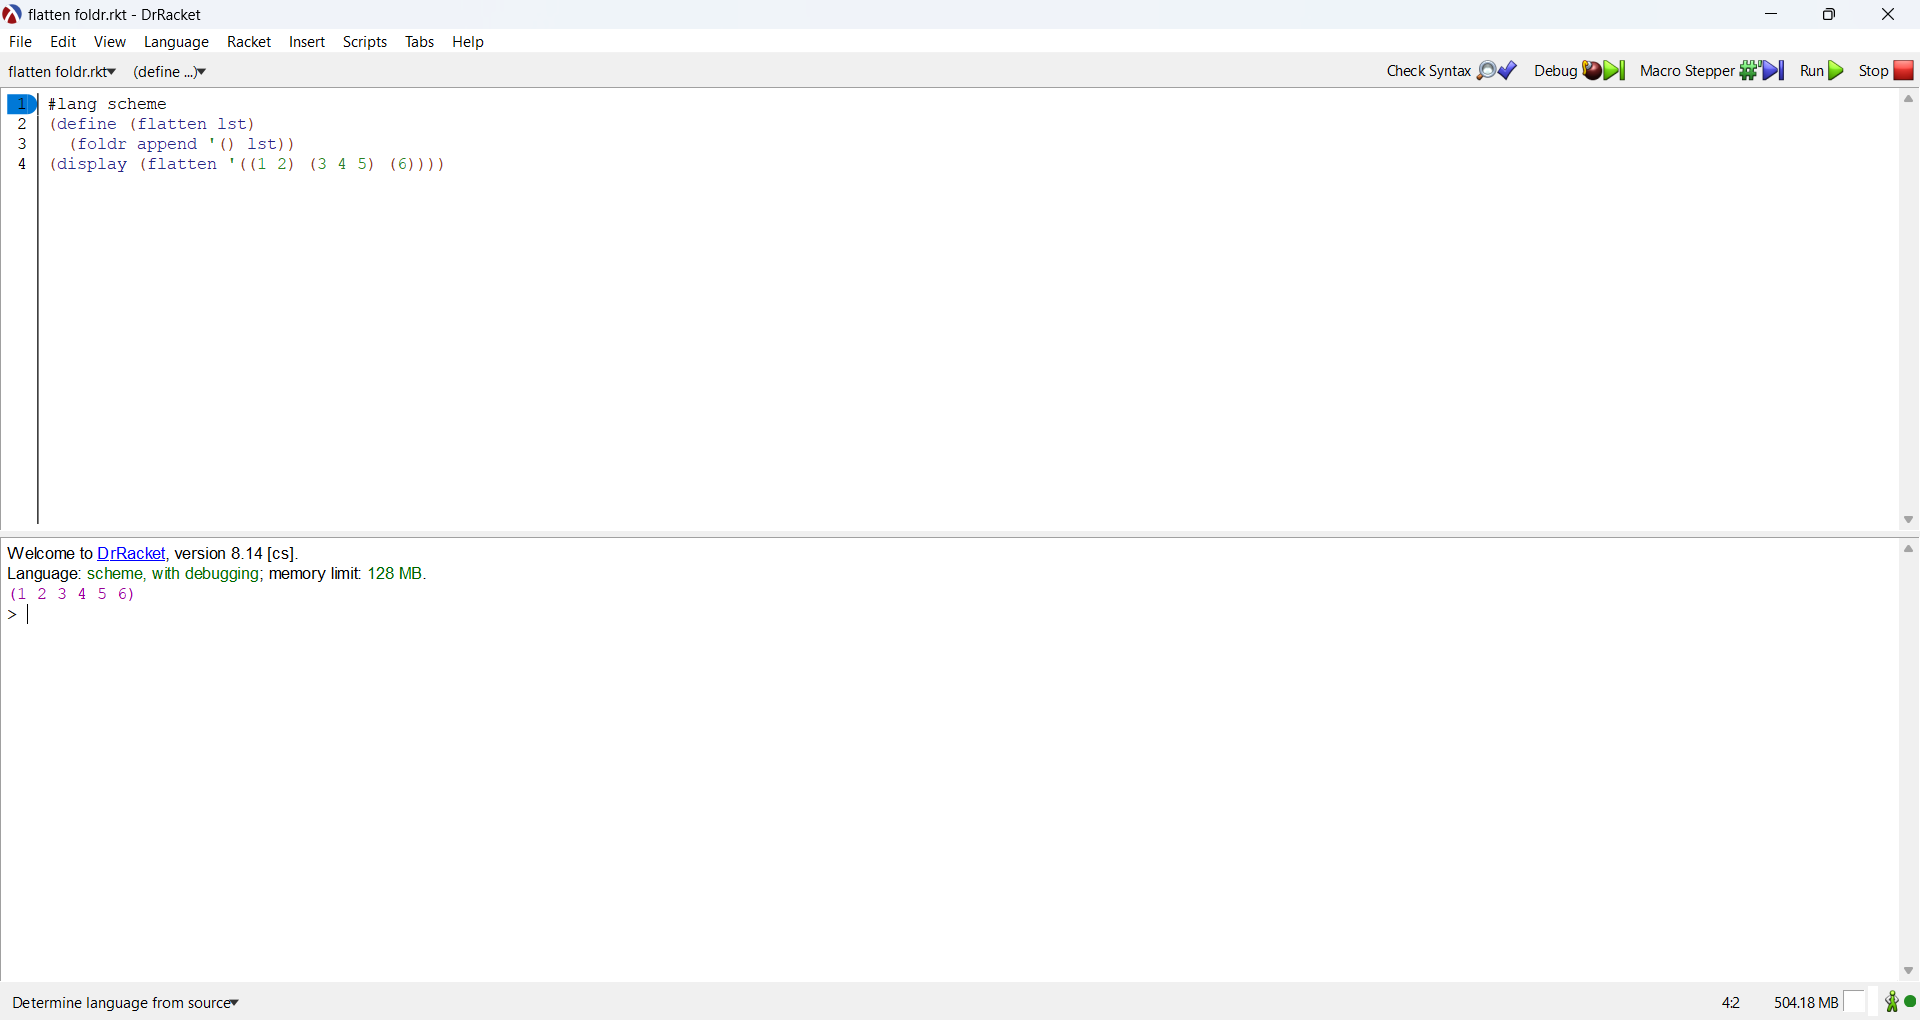 flatten foldr.rkt - DrRacket
File Edit View Language Racket Insert Scripts Tabs Help
flatten foldr.rkt (define ...) Check Syntax Debug Macro Stepper Run Stop
1 #lang scheme
2 (define (flatten lst)
3   (foldr append '() lst))
4 (display (flatten '((1 2) (3 4 5) (6))))
Welcome to DrRacket, version 8.14 [cs].
Language: scheme, with debugging; memory limit: 128 MB.
(1 2 3 4 5 6)
>
Determine language from source 4:2 504.18 MB